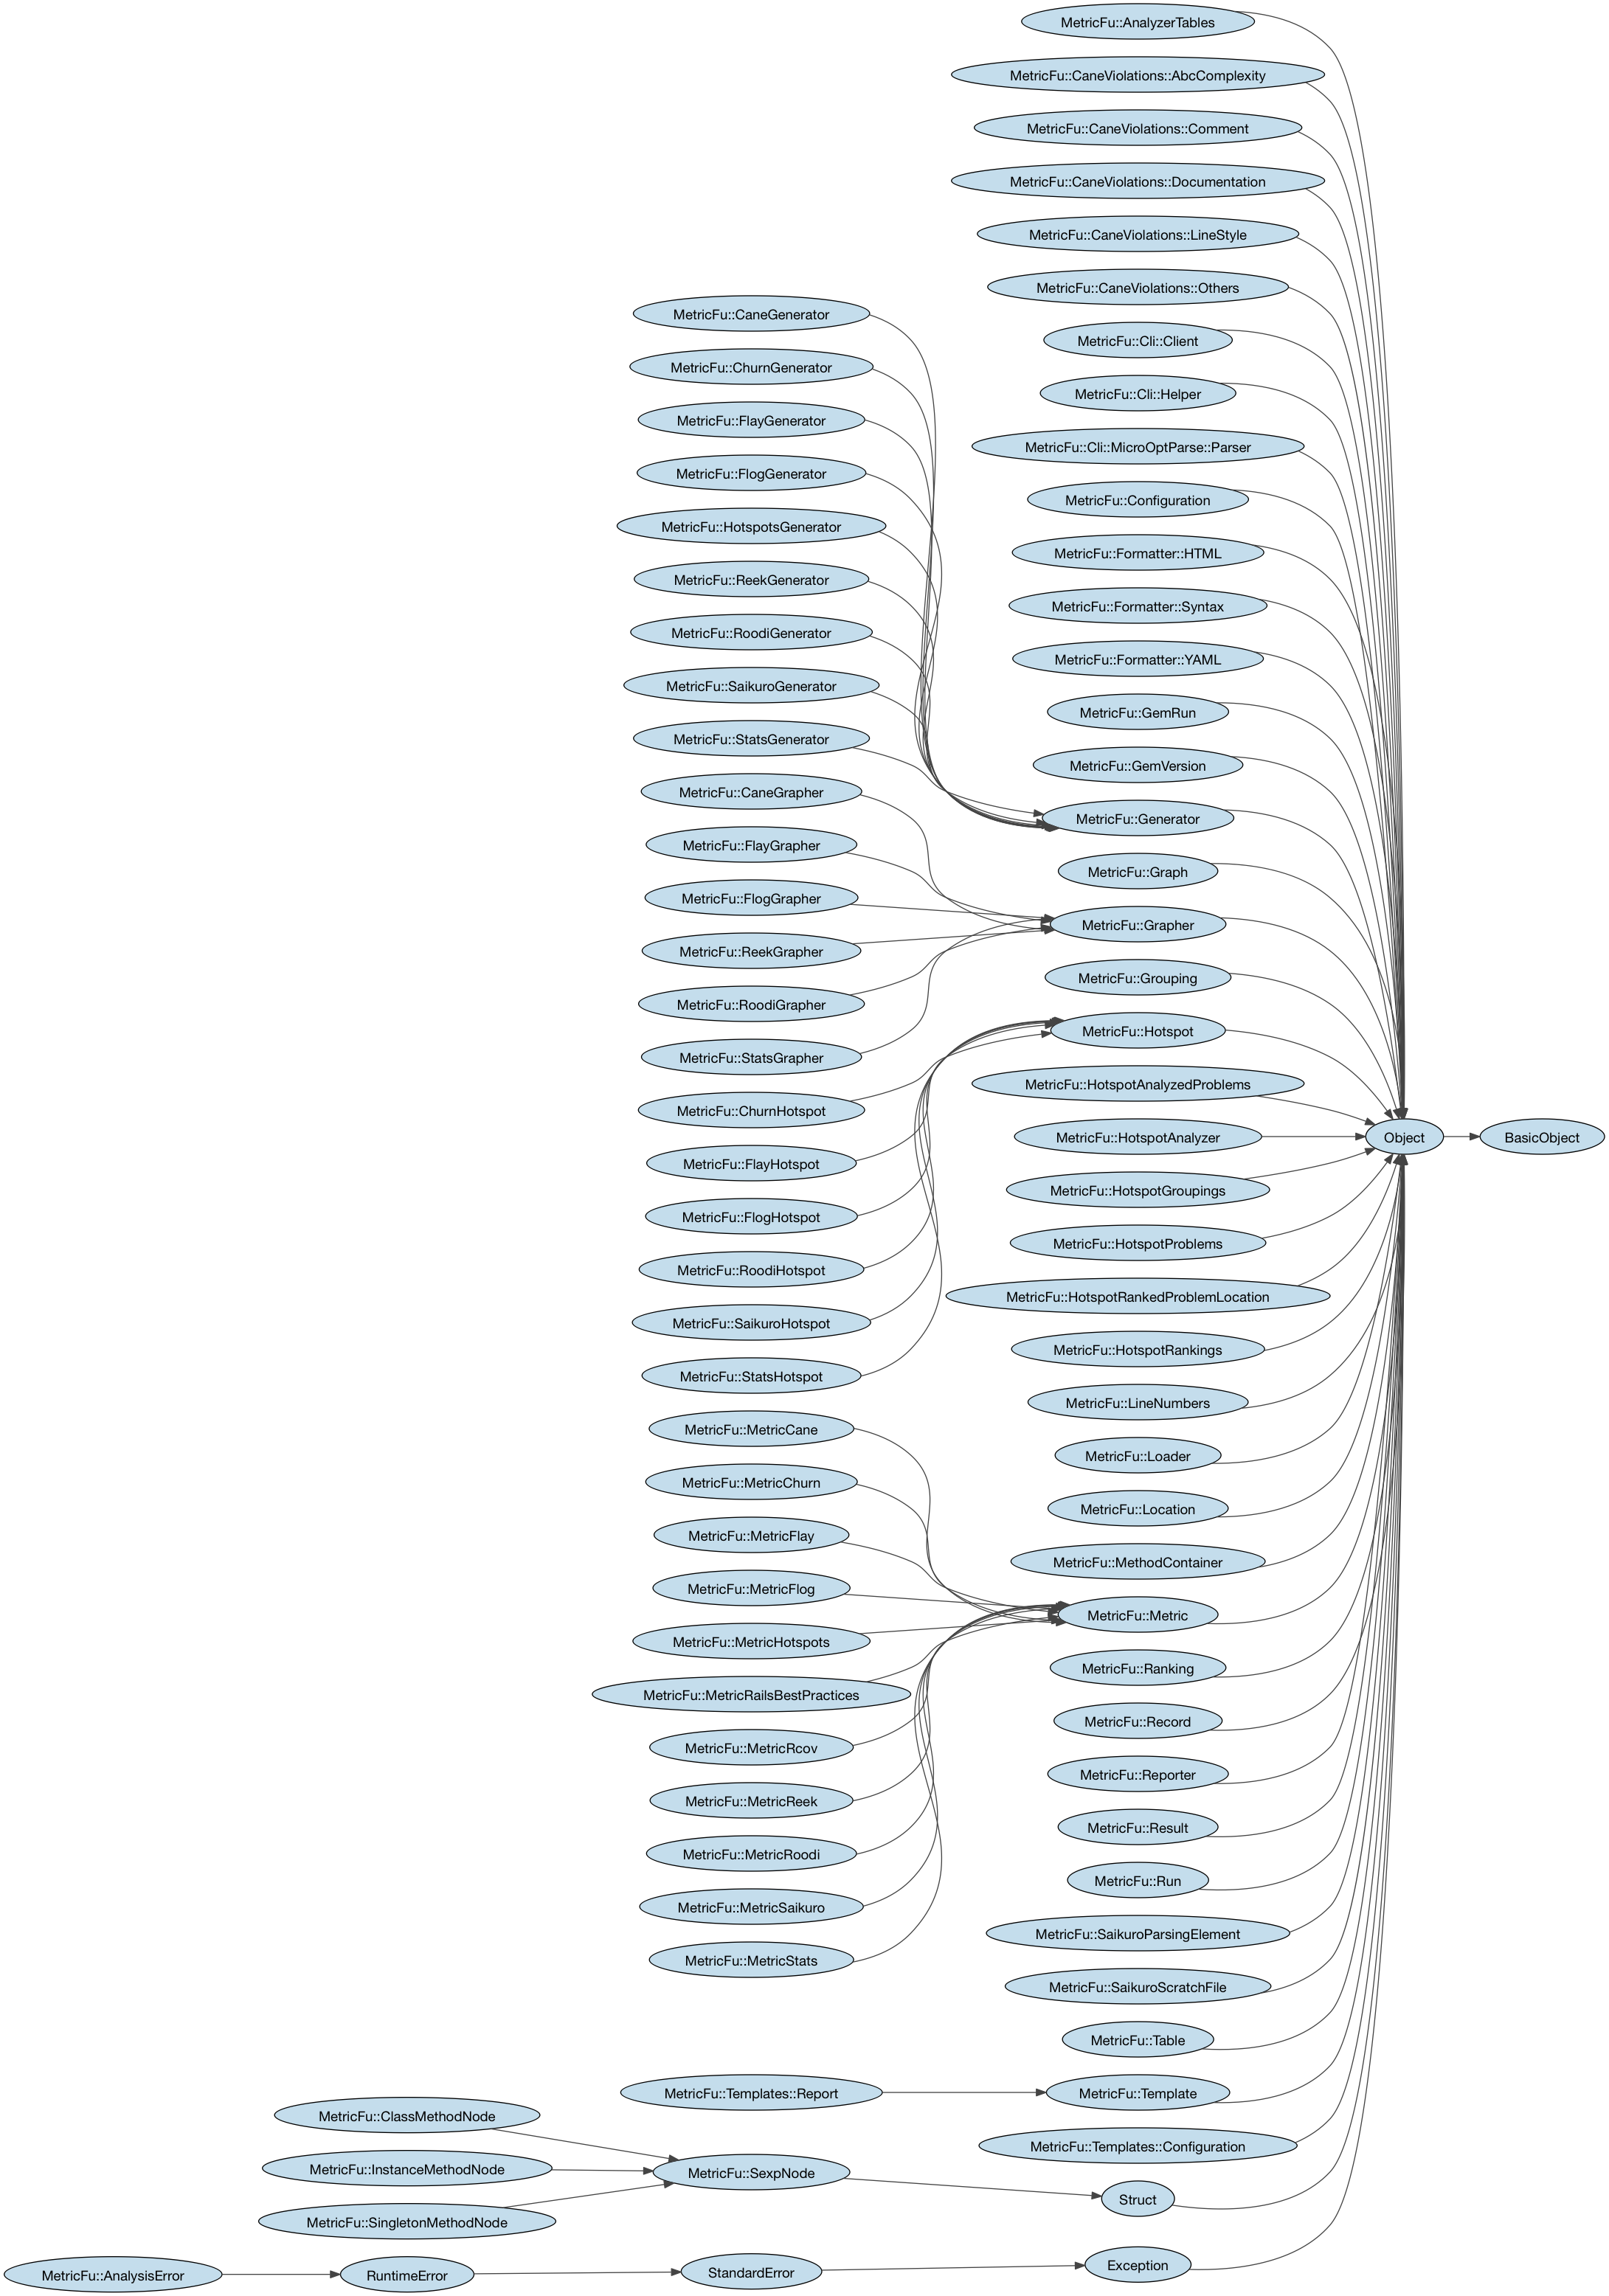 MetricFu::AnalyzerTables
MetricFu::CaneViolations::AbcComplexity
MetricFu::CaneViolations::Comment
MetricFu::CaneViolations::Documentation
MetricFu::CaneViolations::LineStyle
MetricFu::CaneViolations::Others
MetricFu::CaneGenerator
MetricFu::Cli::Client
MetricFu::ChurnGenerator
MetricFu::Cli::Helper
MetricFu::FlayGenerator
MetricFu::Cli::MicroOptParse::Parser
MetricFu::FlogGenerator
MetricFu::Configuration
MetricFu::HotspotsGenerator
MetricFu::Formatter::HTML
MetricFu::ReekGenerator
MetricFu::Formatter::Syntax
MetricFu::RoodiGenerator
MetricFu::Formatter::YAML
MetricFu::SaikuroGenerator
MetricFu::GemRun
MetricFu::StatsGenerator
MetricFu::GemVersion
MetricFu::CaneGrapher
MetricFu::Generator
MetricFu::FlayGrapher
MetricFu::Graph
MetricFu::FlogGrapher
MetricFu::Grapher
MetricFu::ReekGrapher
MetricFu::Grouping
MetricFu::RoodiGrapher
MetricFu::Hotspot
MetricFu::StatsGrapher
MetricFu::HotspotAnalyzedProblems
MetricFu::ChurnHotspot
MetricFu::HotspotAnalyzer
Object
BasicObject
MetricFu::FlayHotspot
MetricFu::HotspotGroupings
MetricFu::FlogHotspot
MetricFu::HotspotProblems
MetricFu::RoodiHotspot
MetricFu::HotspotRankedProblemLocation
MetricFu::SaikuroHotspot
MetricFu::HotspotRankings
MetricFu::StatsHotspot
MetricFu::LineNumbers
MetricFu::MetricCane
MetricFu::Loader
MetricFu::MetricChurn
MetricFu::Location
MetricFu::MetricFlay
MetricFu::MethodContainer
MetricFu::MetricFlog
MetricFu::Metric
MetricFu::MetricHotspots
MetricFu::Ranking
MetricFu::MetricRailsBestPractices
MetricFu::Record
MetricFu::MetricRcov
MetricFu::Reporter
MetricFu::MetricReek
MetricFu::Result
MetricFu::MetricRoodi
MetricFu::Run
MetricFu::MetricSaikuro
MetricFu::SaikuroParsingElement
MetricFu::MetricStats
MetricFu::SaikuroScratchFile
MetricFu::Table
MetricFu::Templates::Report
MetricFu::Template
MetricFu::ClassMethodNode
MetricFu::Templates::Configuration
MetricFu::InstanceMethodNode
MetricFu::SexpNode
Struct
MetricFu::SingletonMethodNode
MetricFu::AnalysisError
RuntimeError
StandardError
Exception